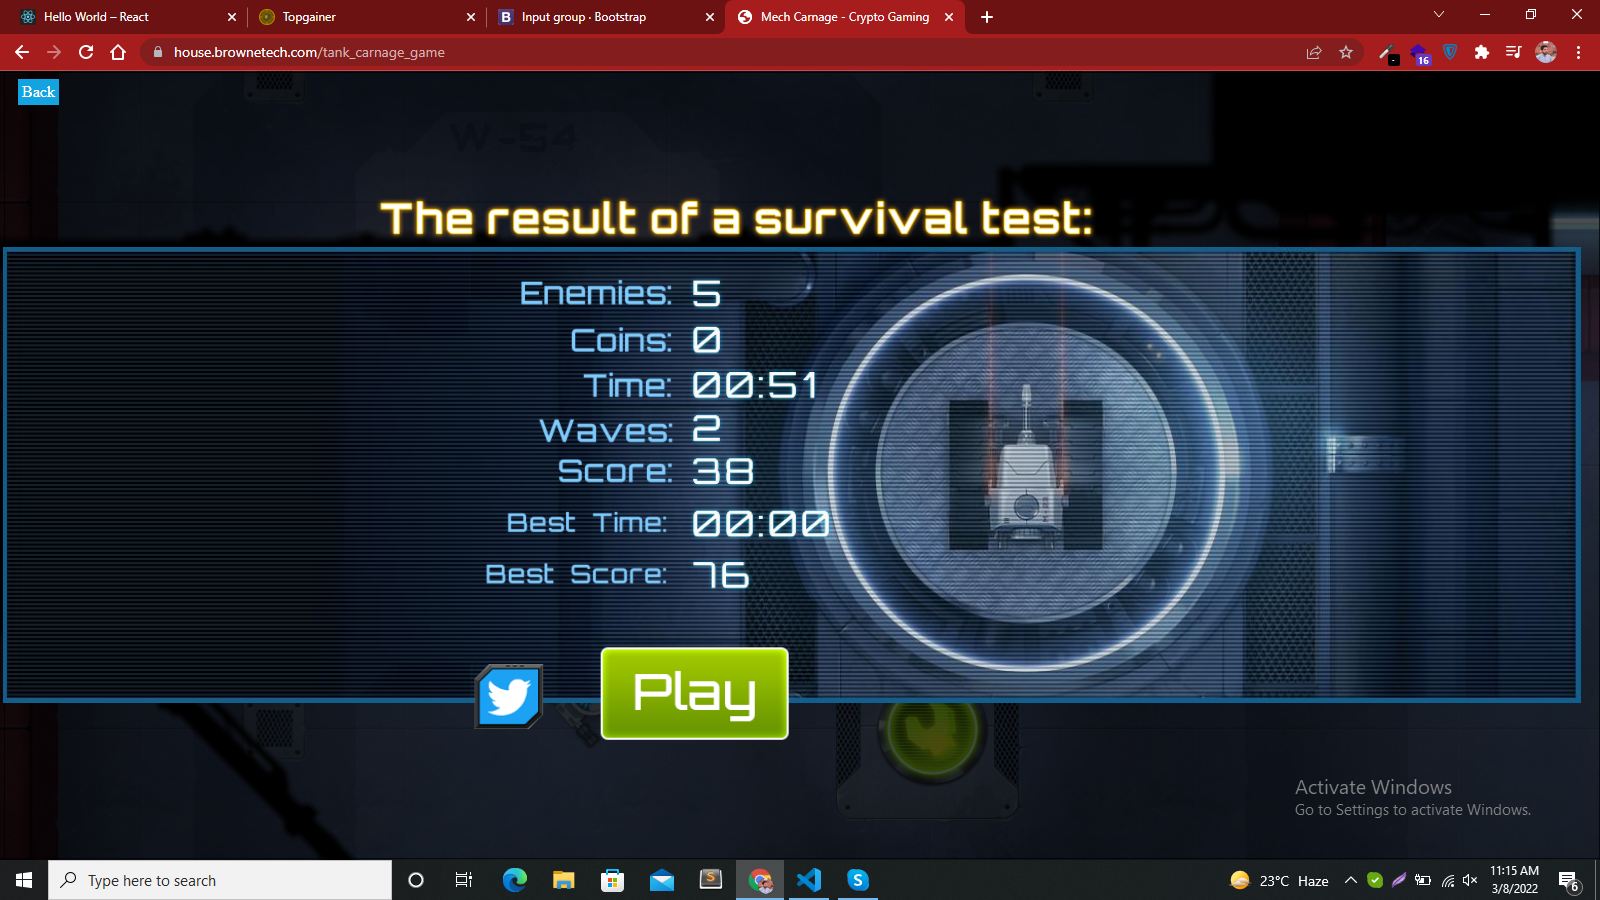 Hello World – React
Topgainer
B Input group · Bootstrap
Mech Carnage - Crypto Gaming
house.brownetech.com/tank_carnage_game
16
Back
W-54
The result of a survival test:
Enemies: 5
Coins: 0
Time: 00:51
Waves: 2
Score: 38
Best Time: 00:00
Best Score: 76
Play
Activate Windows
Go to Settings to activate Windows.
Type here to search
23°C Haze
11:15 AM
3/8/2022
6